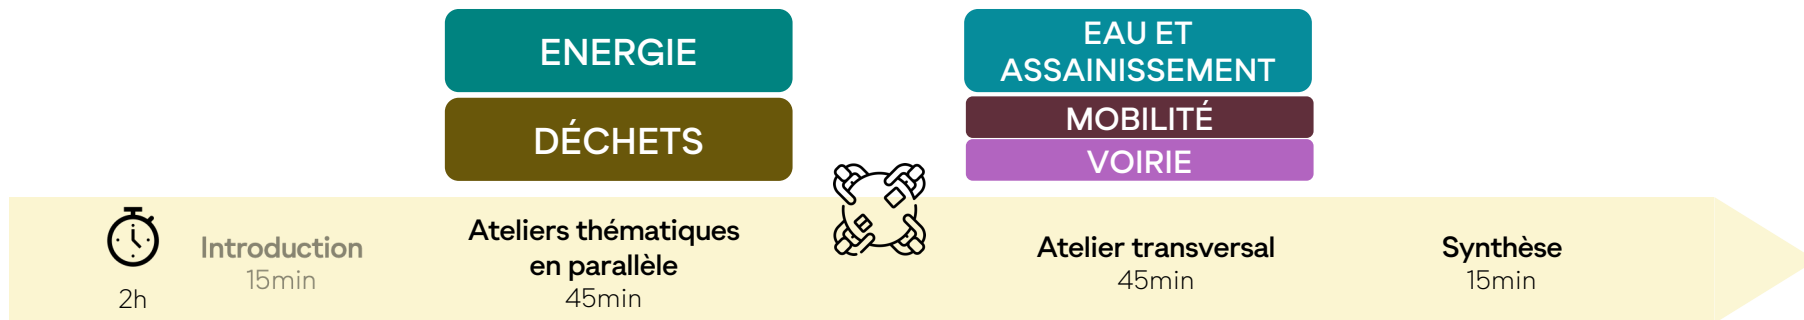 ENERGIE
DÉCHETS
EAU ET
ASSAINISSEMENT
MOBILITÉ
VOIRIE
2h
Introduction
15min
Ateliers thématiques
en parallèle
45min
Atelier transversal
45min
Synthèse
15min